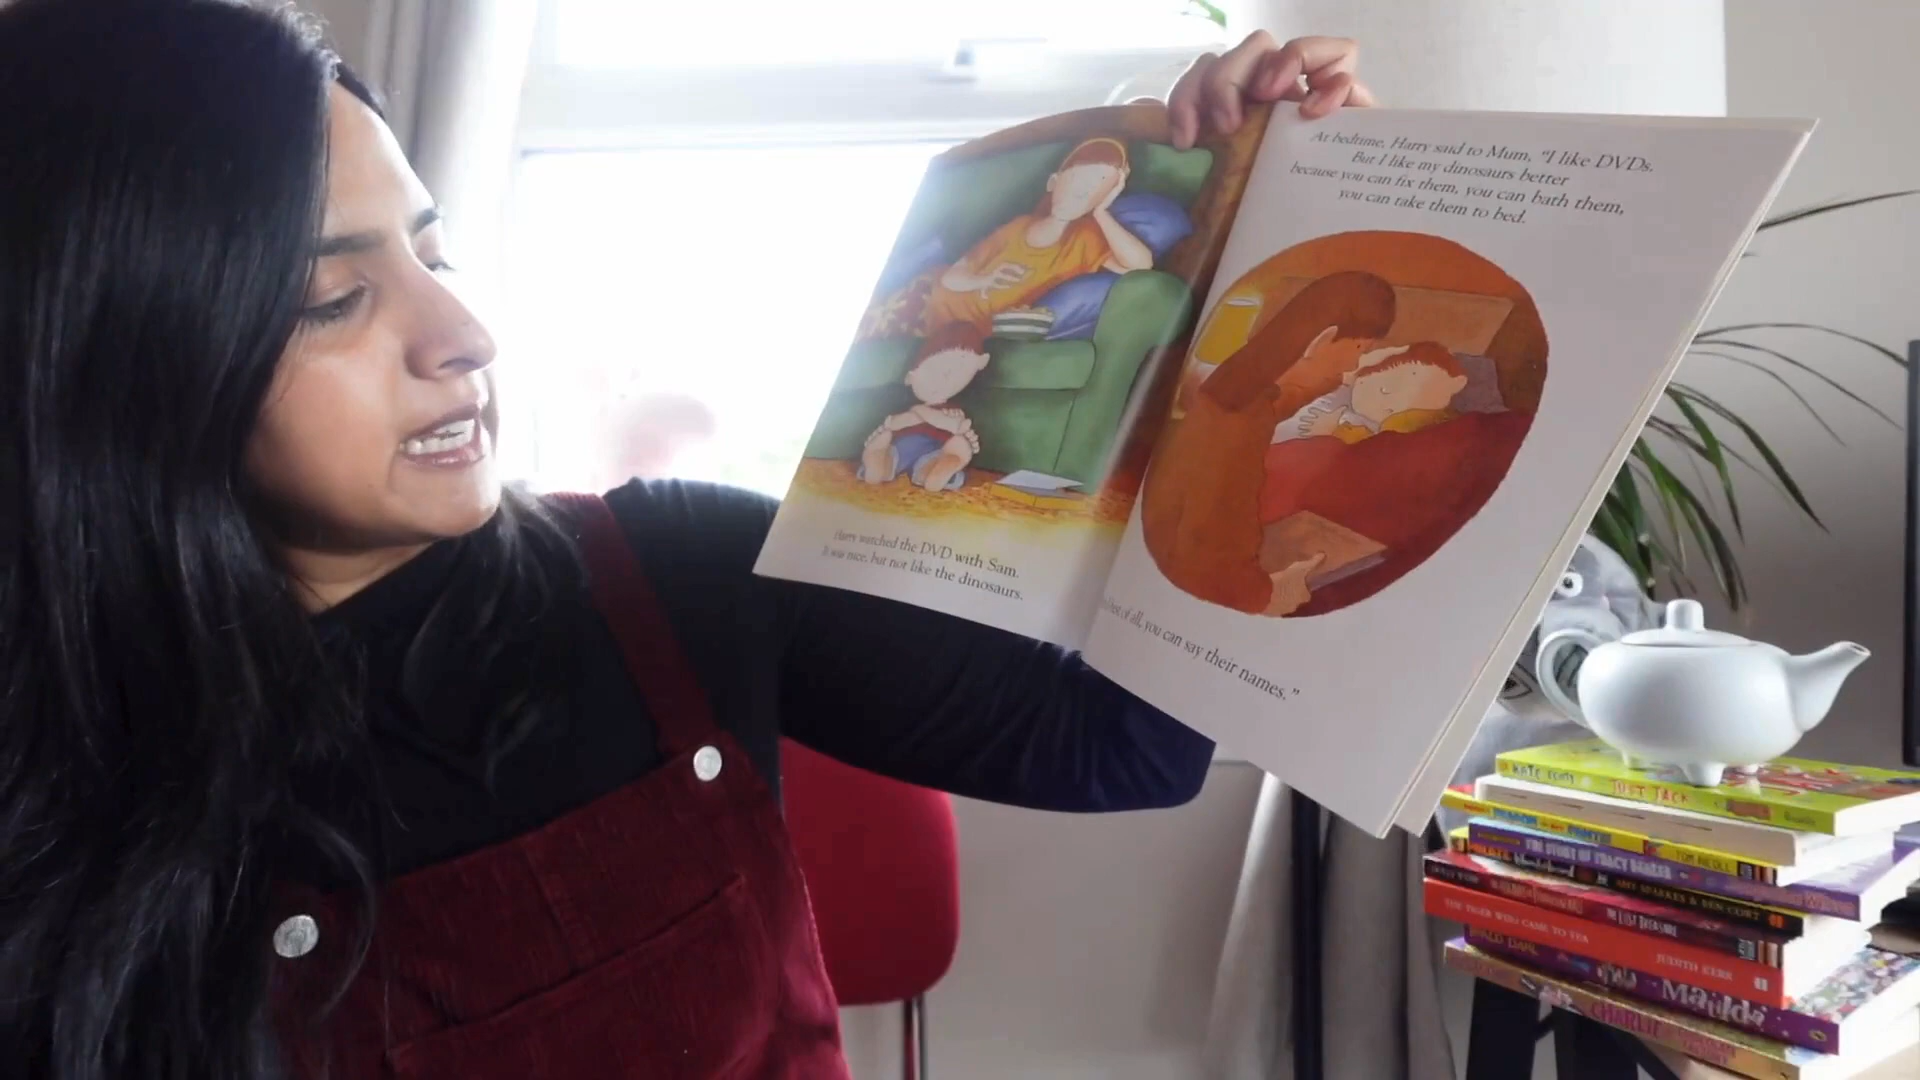 Harry watched the DVD with Sam.
It was nice, but not like the dinosaurs.
At bedtime, Harry said to Mum, "I like DVDs.
But I like my dinosaurs better
because you can fix them, you can bath them,
you can take them to bed.
of all, you can say their names."
JUST JACK
TOM NICOLL
THE STORY OF TRACY BEAKER
AMY SPARKES & BEN CORT
THE LOST TREASURE
THE TIGER WHO CAME TO TEA
JUDITH KERR
ROALD DAHL
Matilda
CHARLIE